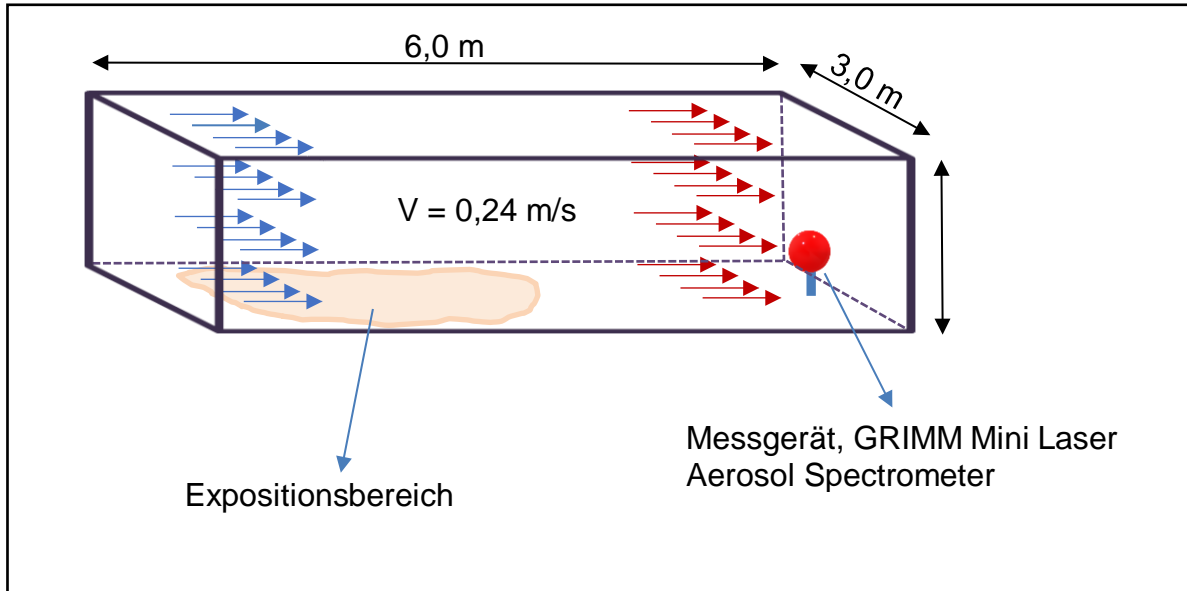 6,0 m
3,0 m
V = 0,24 m/s
Messgerät, GRIMM Mini Laser
Aerosol Spectrometer
Expositionsbereich